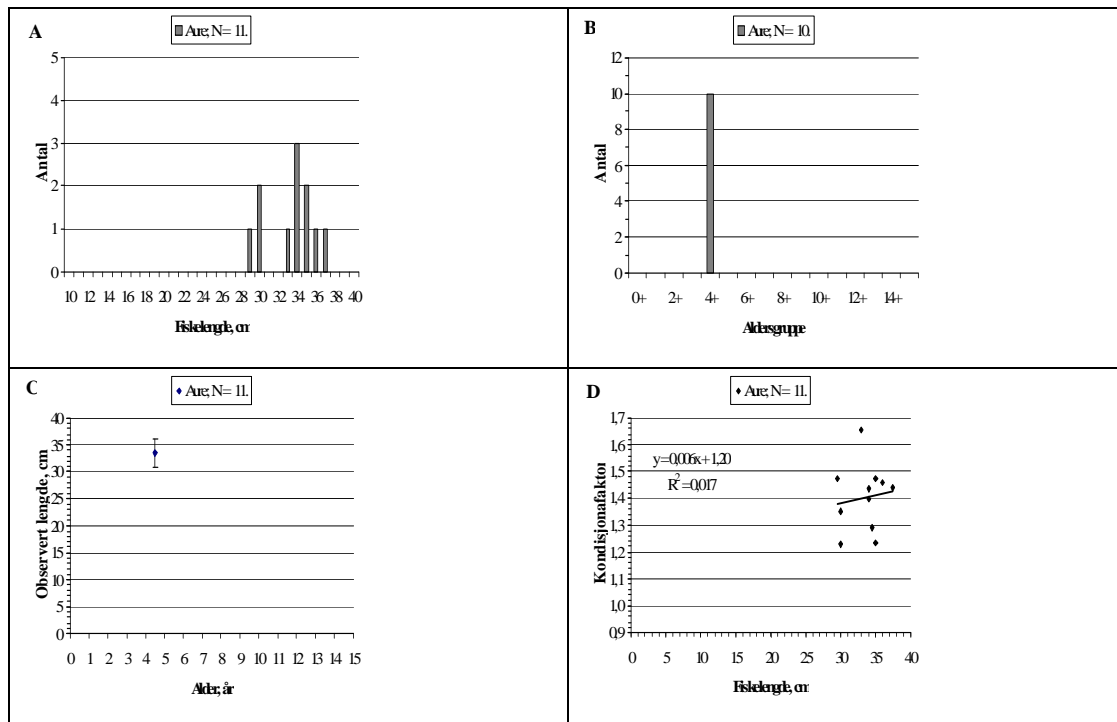 A
Aure; N = 11.
5
4
3
2
1
0
Antal
10 12 14 16 18 20 22 24 26 28 30 32 34 36 38 40
Fiskelengde, cm
B
Aure; N = 10.
12
10
8
6
4
2
0
Antal
0+ 2+ 4+ 6+ 8+ 10+ 12+ 14+
Aldersgruppe
C
Aure; N = 11.
40
35
30
25
20
15
10
5
0
Observert lengde, cm
0 1 2 3 4 5 6 7 8 9 10 11 12 13 14 15
Alder, år
D
Aure; N = 11.
1,7
1,6
1,5
1,4
1,3
1,2
1,1
1,0
0,9
Kondisjonafaktor
y = 0,006x + 1,20
R² = 0,017
0 5 10 15 20 25 30 35 40
Fiskelengde, cm